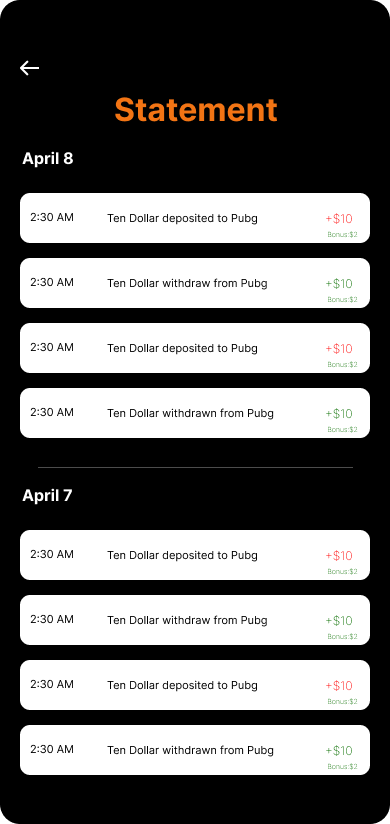 Statement
April 8
2:30 AM Ten Dollar deposited to Pubg +$10
Bonus:$2
2:30 AM Ten Dollar withdraw from Pubg +$10
Bonus:$2
2:30 AM Ten Dollar deposited to Pubg +$10
Bonus:$2
2:30 AM Ten Dollar withdrawn from Pubg +$10
Bonus:$2
April 7
2:30 AM Ten Dollar deposited to Pubg +$10
Bonus:$2
2:30 AM Ten Dollar withdraw from Pubg +$10
Bonus:$2
2:30 AM Ten Dollar deposited to Pubg +$10
Bonus:$2
2:30 AM Ten Dollar withdrawn from Pubg +$10
Bonus:$2